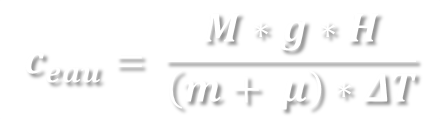 c_eau = (M * g * H) / ((m + μ) * ΔT)